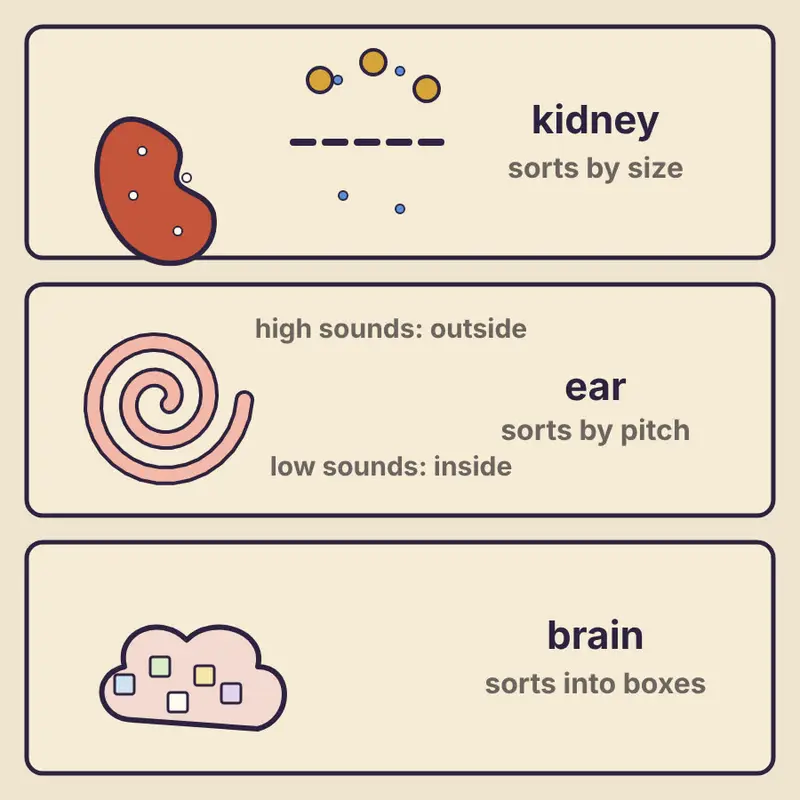 kidney
sorts by size
high sounds: outside
ear
sorts by pitch
low sounds: inside
brain
sorts into boxes